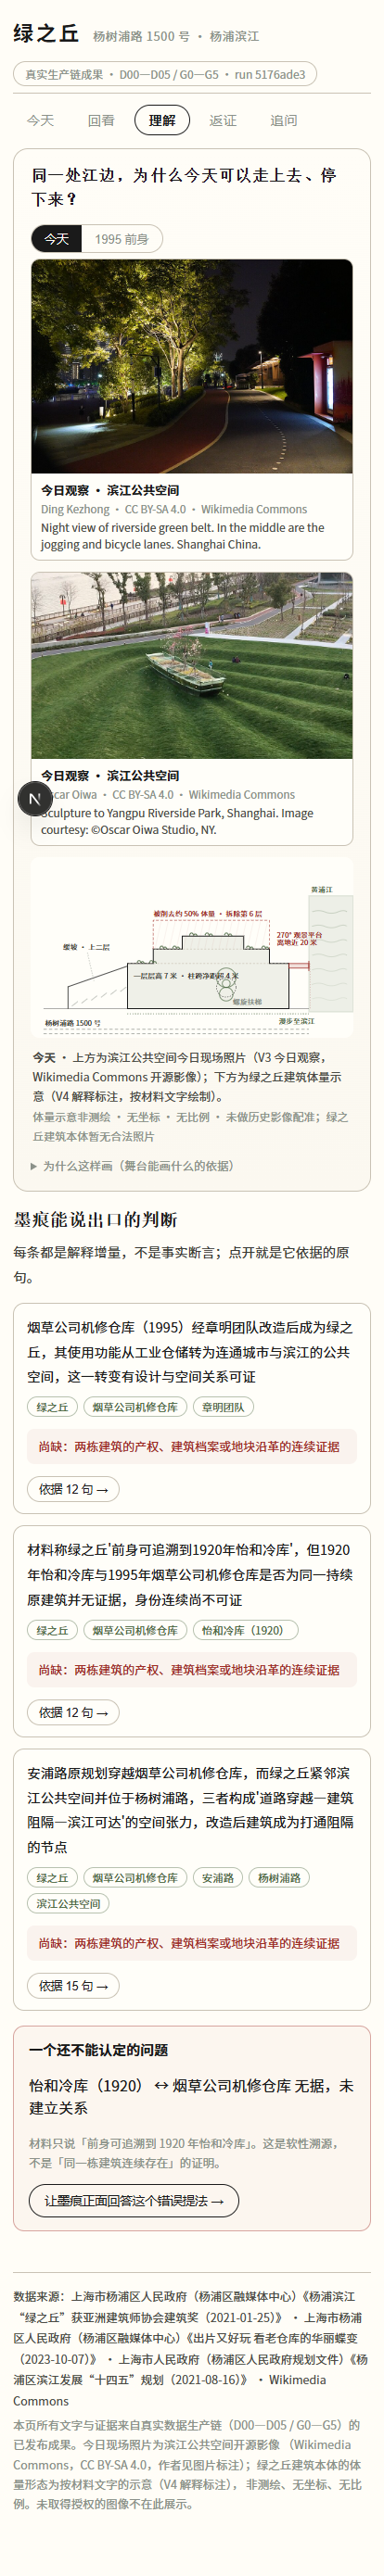 绿之丘 杨树浦路 1500 号 · 杨浦滨江
真实生产链成果 · D00—D05 / G0—G5 · run 5176ade3
今天 回看 理解 返证 追问
同一处江边，为什么今天可以走上去、停
下来？
今天 1995 前身
今日观察 · 滨江公共空间
Ding Kezhong · CC BY-SA 4.0 · Wikimedia Commons
Night view of riverside green belt. In the middle are the
jogging and bicycle lanes. Shanghai China.
今日观察 · 滨江公共空间
scar Oiwa · CC BY-SA 4.0 · Wikimedia Commons
Sculpture to Yangpu Riverside Park, Shanghai. Image
courtesy: ©Oscar Oiwa Studio, NY.
N
黄浦江
被削去约 50% 体量 · 拆除第 6 层
270° 观景平台
离地近 20 米
缓坡 · 上二层
一层层高 7 米 · 柱跨净距约 4 米
螺旋扶梯
杨树浦路 1500 号
漫步至滨江
今天 · 上方为滨江公共空间今日现场照片（V3 今日观察，
Wikimedia Commons 开源影像）；下方为绿之丘建筑体量示
意（V4 解释标注，按材料文字绘制）。
体量示意非测绘 · 无坐标 · 无比例 · 未做历史影像配准；绿之
丘建筑本体暂无合法照片
▶ 为什么这样画（舞台能画什么的依据）
墨痕能说出口的判断
每条都是解释增量，不是事实断言；点开就是它依据的原
句。
烟草公司机修仓库（1995）经章明团队改造后成为绿之
丘，其使用功能从工业仓储转为连通城市与滨江的公共
空间，这一转变有设计与空间关系可证
绿之丘 烟草公司机修仓库 章明团队
尚缺：两栋建筑的产权、建筑档案或地块沿革的连续证据
依据 12 句 →
材料称绿之丘'前身可追溯到1920年怡和冷库'，但1920
年怡和冷库与1995年烟草公司机修仓库是否为同一持续
原建筑并无证据，身份连续尚不可证
绿之丘 烟草公司机修仓库 怡和冷库（1920）
尚缺：两栋建筑的产权、建筑档案或地块沿革的连续证据
依据 12 句 →
安浦路原规划穿越烟草公司机修仓库，而绿之丘紧邻滨
江公共空间并位于杨树浦路，三者构成'道路穿越—建筑
阻隔—滨江可达'的空间张力，改造后建筑成为打通阻隔
的节点
绿之丘 烟草公司机修仓库 安浦路 杨树浦路
滨江公共空间
尚缺：两栋建筑的产权、建筑档案或地块沿革的连续证据
依据 15 句 →
一个还不能认定的问题
怡和冷库（1920） ↔ 烟草公司机修仓库 无据，未
建立关系
材料只说「前身可追溯到 1920 年怡和冷库」。这是软性溯源，
不是「同一栋建筑连续存在」的证明。
让墨痕正面回答这个错误提法 →
数据来源：上海市杨浦区人民政府（杨浦区融媒体中心）《杨浦滨江
“绿之丘”获亚洲建筑师协会建筑奖（2021-01-25）》 · 上海市杨浦
区人民政府（杨浦区融媒体中心）《出片又好玩 看老仓库的华丽蝶变
（2023-10-07）》 · 上海市人民政府（杨浦区人民政府规划文件）《杨
浦区滨江发展“十四五”规划（2021-08-16）》 · Wikimedia
Commons
本页所有文字与证据来自真实数据生产链（D00—D05 / G0—G5）的
已发布成果。今日现场照片为滨江公共空间开源影像 （Wikimedia
Commons，CC BY-SA 4.0，作者见图片标注）；绿之丘建筑本体的体
量形态为按材料文字的示意（V4 解释标注），非测绘、无坐标、无比
例。未取得授权的图像不在此展示。